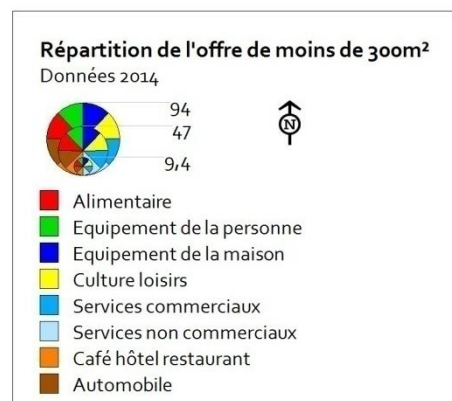 Répartition de l'offre de moins de 300m²
Données 2014
94
47
9,4
N
Alimentaire
Equipement de la personne
Equipement de la maison
Culture loisirs
Services commerciaux
Services non commerciaux
Café hôtel restaurant
Automobile